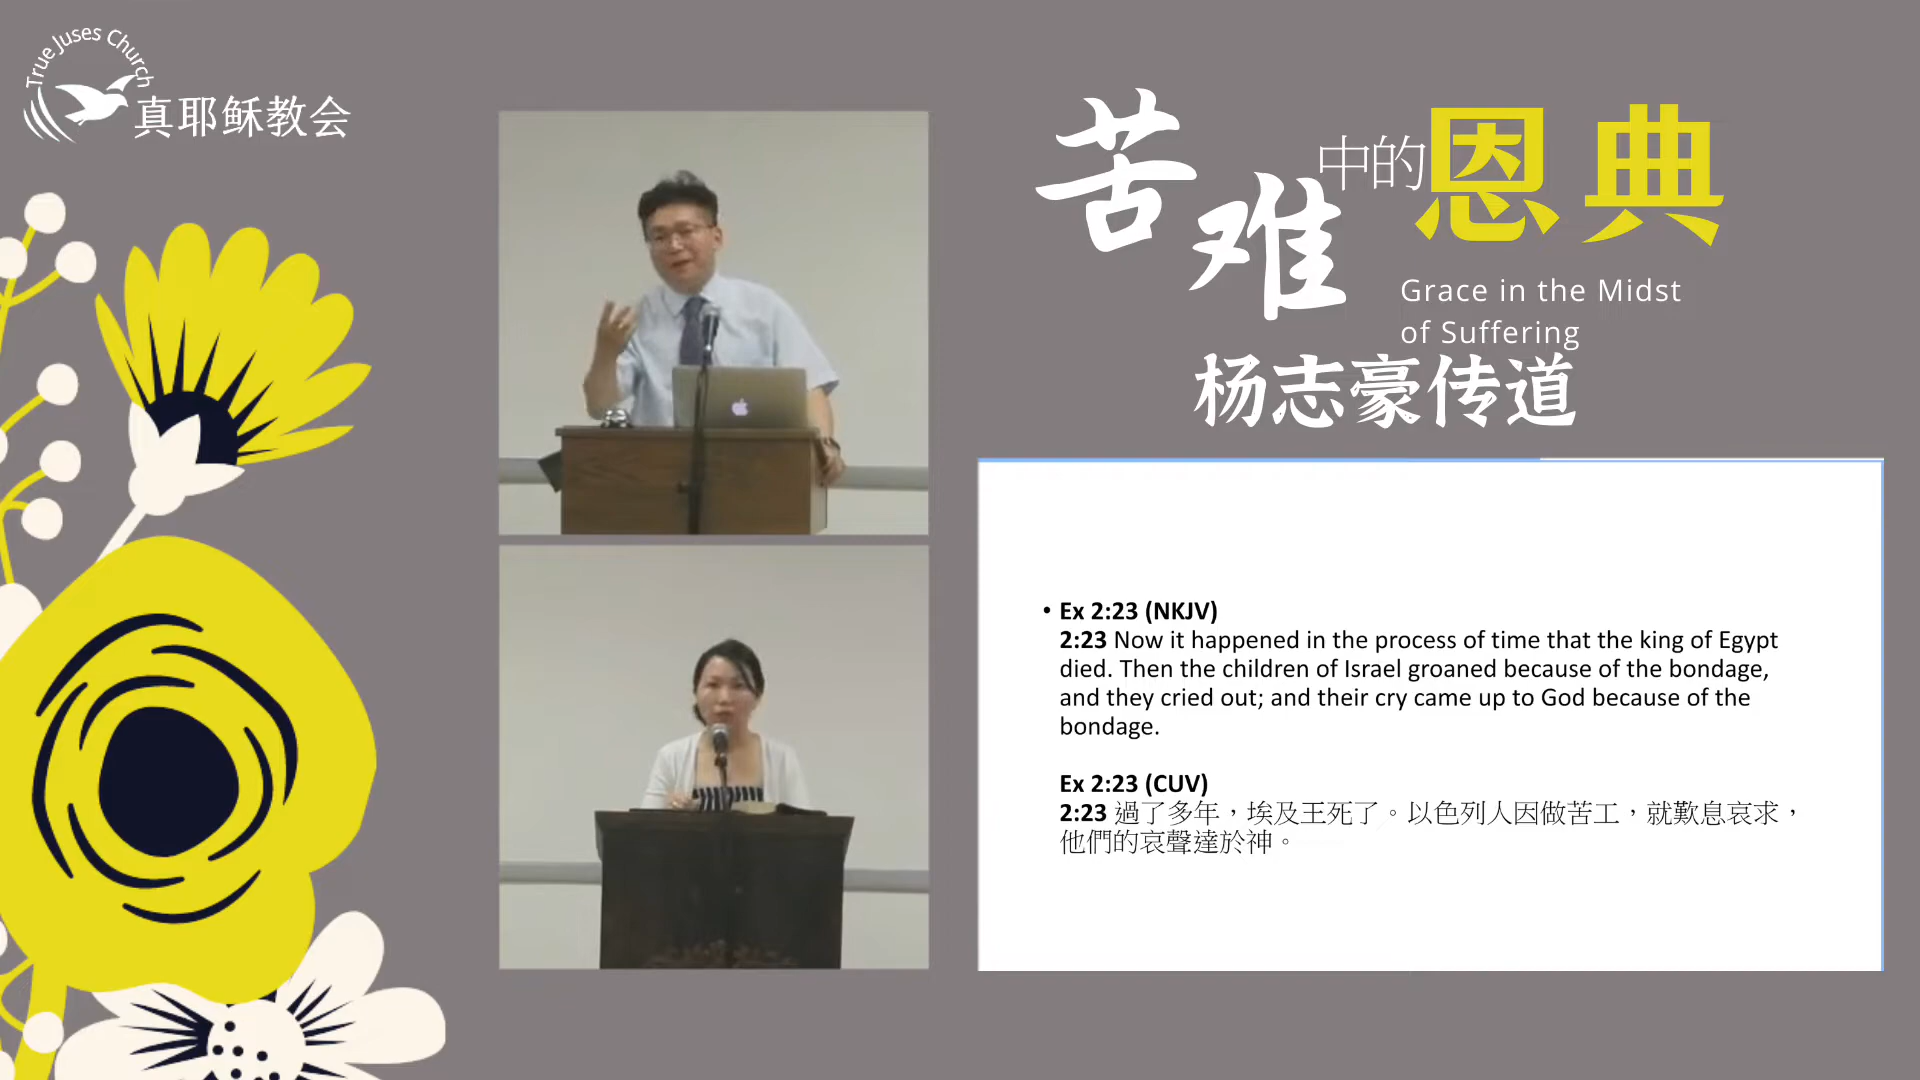 True Juses Church
真耶稣教会
苦难中的恩典
Grace in the Midst
of Suffering
杨志豪传道
• Ex 2:23 (NKJV)
2:23 Now it happened in the process of time that the king of Egypt
died. Then the children of Israel groaned because of the bondage,
and they cried out; and their cry came up to God because of the
bondage.
Ex 2:23 (CUV)
2:23 過了多年，埃及王死了。以色列人因做苦工，就歎息哀求，
他們的哀聲達於神。